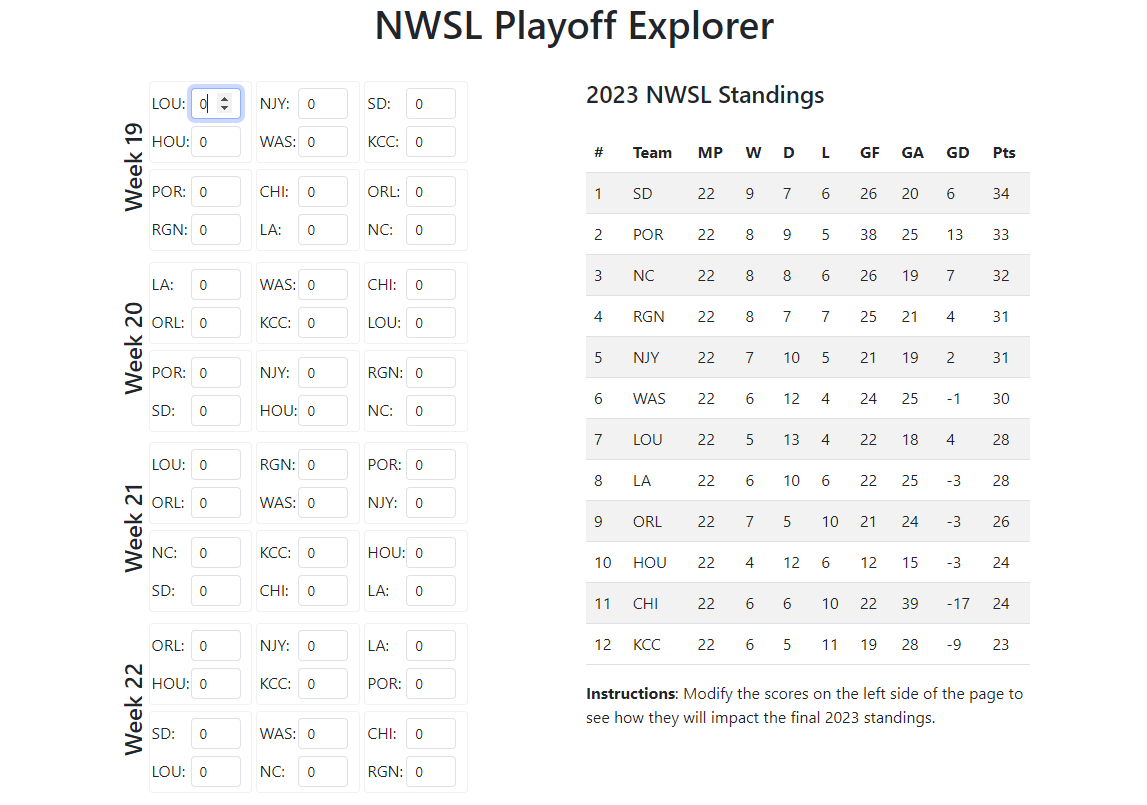 NWSL Playoff Explorer
Week 19
LOU: 0 NJY: 0 SD: 0
HOU: 0 WAS: 0 KCC: 0
POR: 0 CHI: 0 ORL: 0
RGN: 0 LA: 0 NC: 0
Week 20
LA: 0 WAS: 0 CHI: 0
ORL: 0 KCC: 0 LOU: 0
POR: 0 NJY: 0 RGN: 0
SD: 0 HOU: 0 NC: 0
Week 21
LOU: 0 RGN: 0 POR: 0
ORL: 0 WAS: 0 NJY: 0
NC: 0 KCC: 0 HOU: 0
SD: 0 CHI: 0 LA: 0
Week 22
ORL: 0 NJY: 0 LA: 0
HOU: 0 KCC: 0 POR: 0
SD: 0 WAS: 0 CHI: 0
LOU: 0 NC: 0 RGN: 0
2023 NWSL Standings
# Team MP W D L GF GA GD Pts
1 SD 22 9 7 6 26 20 6 34
2 POR 22 8 9 5 38 25 13 33
3 NC 22 8 8 6 26 19 7 32
4 RGN 22 8 7 7 25 21 4 31
5 NJY 22 7 10 5 21 19 2 31
6 WAS 22 6 12 4 24 25 -1 30
7 LOU 22 5 13 4 22 18 4 28
8 LA 22 6 10 6 22 25 -3 28
9 ORL 22 7 5 10 21 24 -3 26
10 HOU 22 4 12 6 12 15 -3 24
11 CHI 22 6 6 10 22 39 -17 24
12 KCC 22 6 5 11 19 28 -9 23
Instructions: Modify the scores on the left side of the page to
see how they will impact the final 2023 standings.